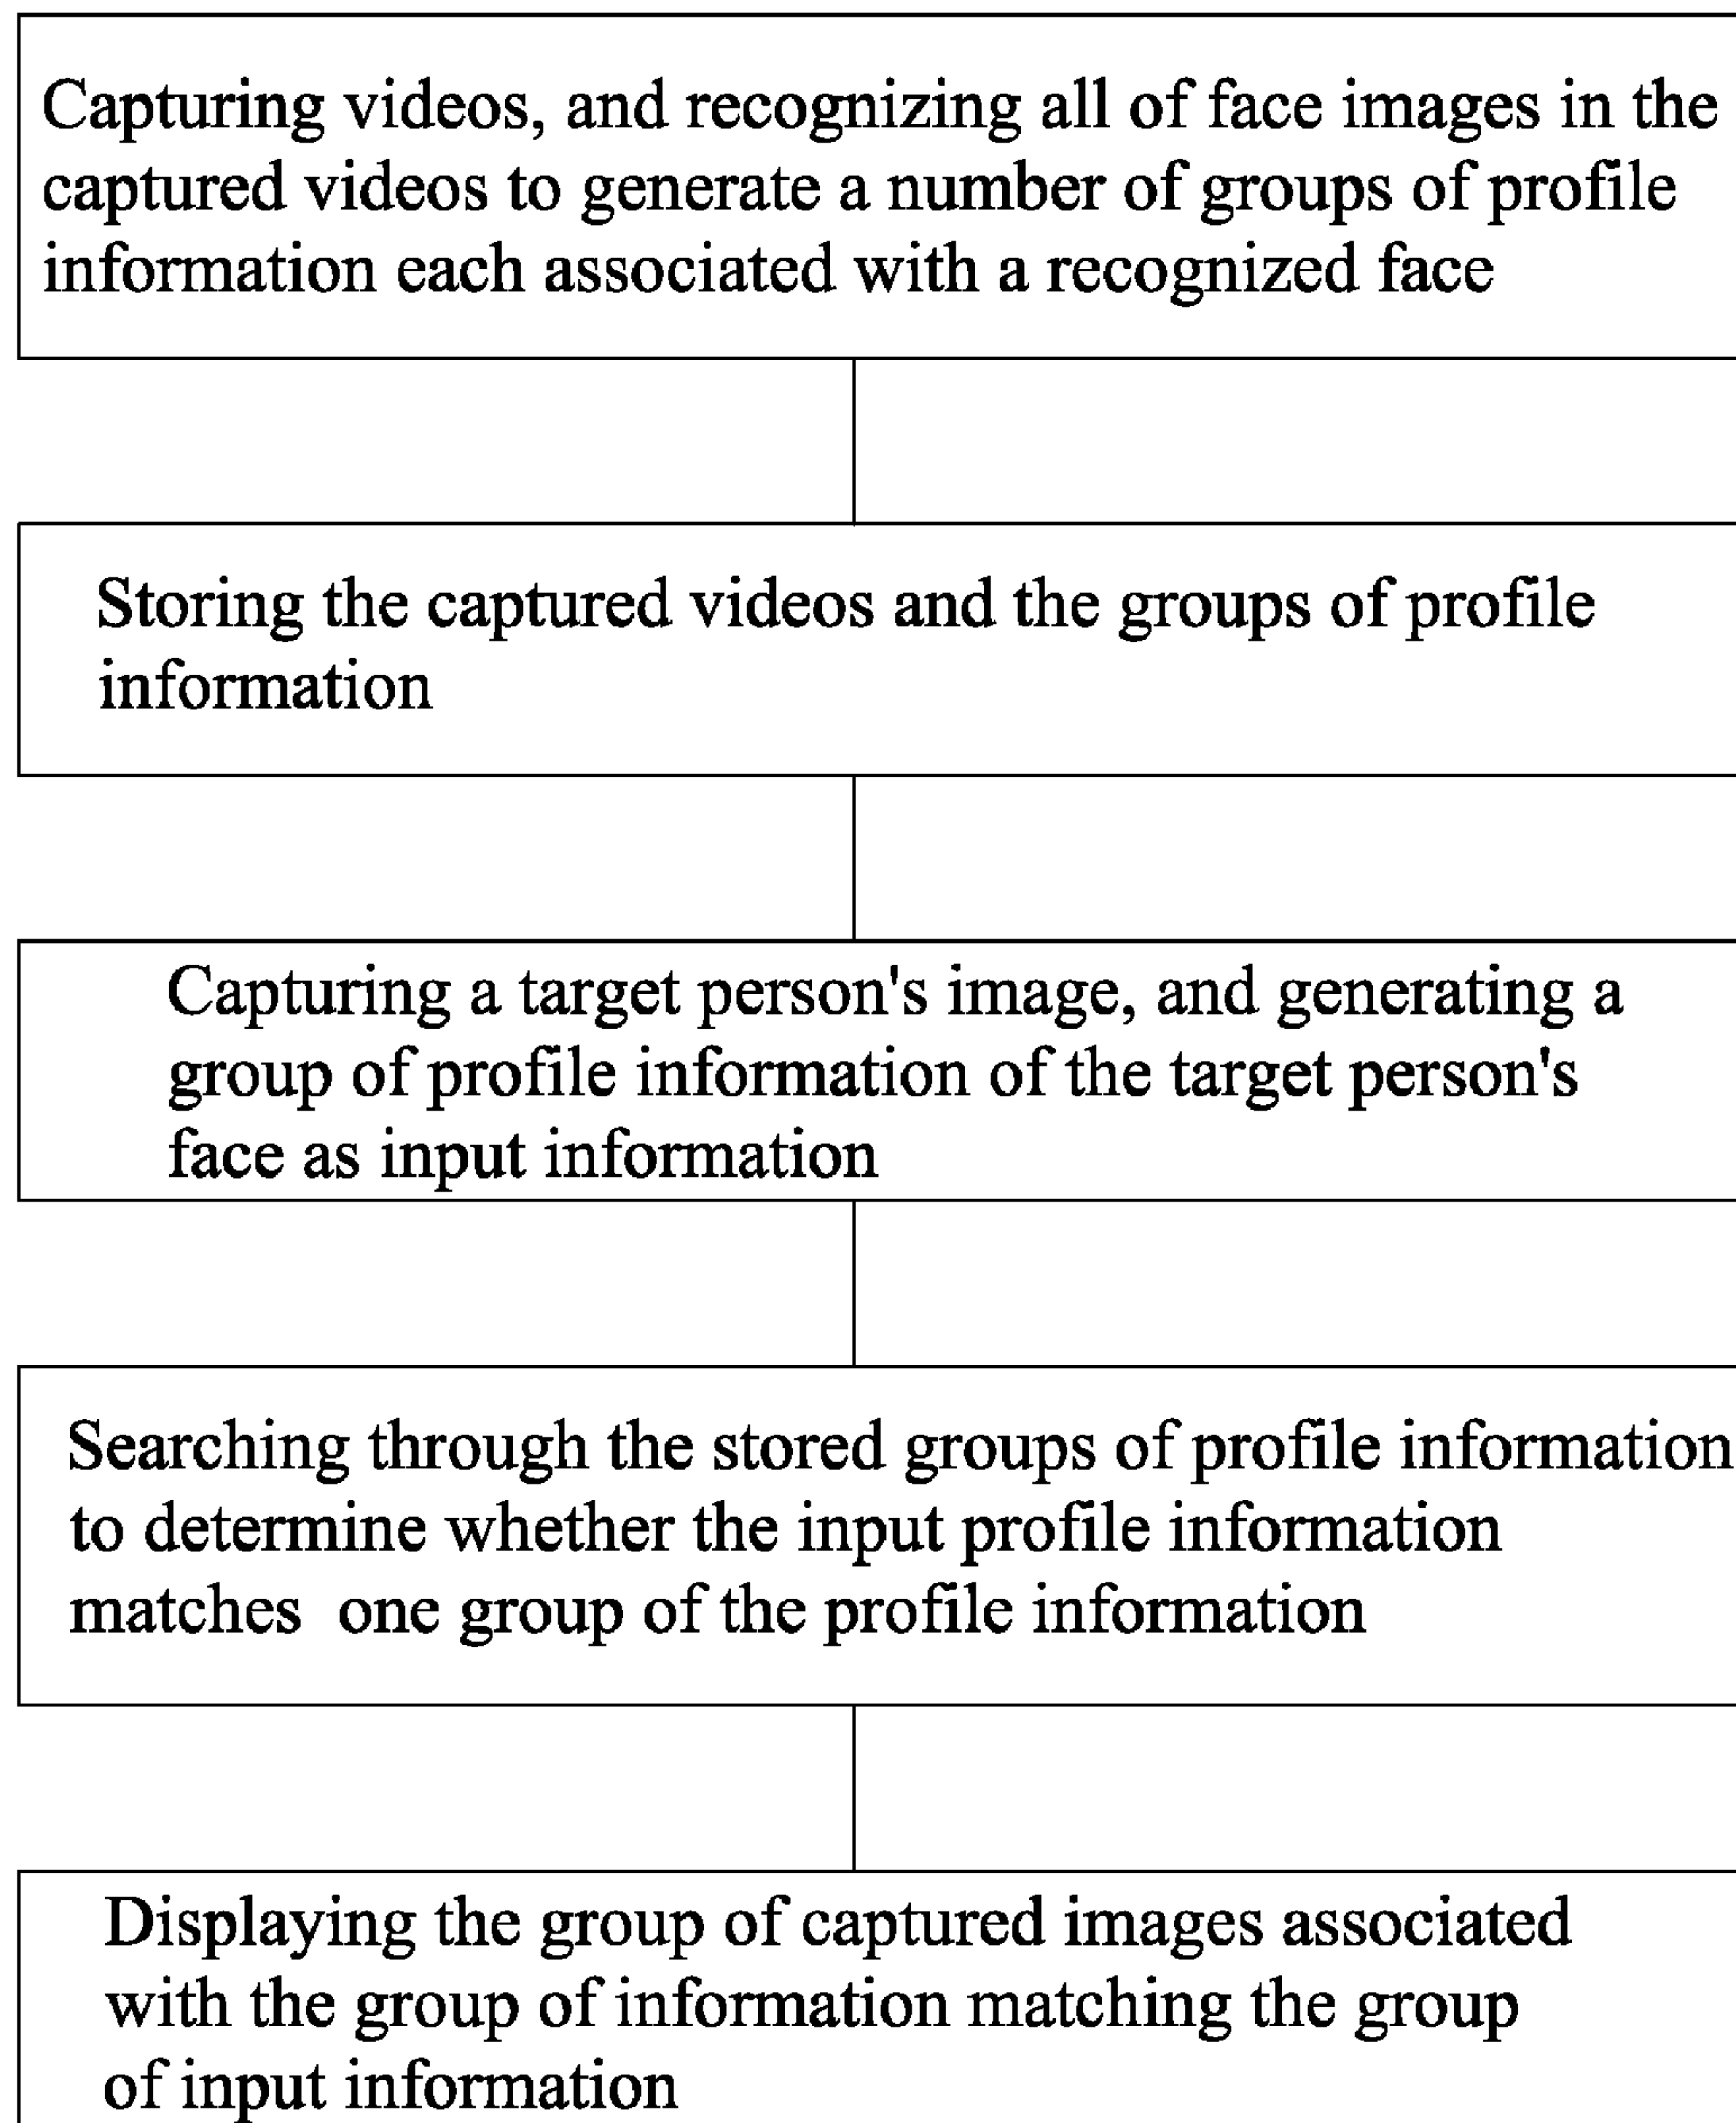 Capturing videos, and recognizing all of face images in the
captured videos to generate a number of groups of profile
information each associated with a recognized face
Storing the captured videos and the groups of profile
information
Capturing a target person's image, and generating a
group of profile information of the target person's
face as input information
Searching through the stored groups of profile information
to determine whether the input profile information
matches  one group of the profile information
Displaying the group of captured images associated
with the group of information matching the group
of input information